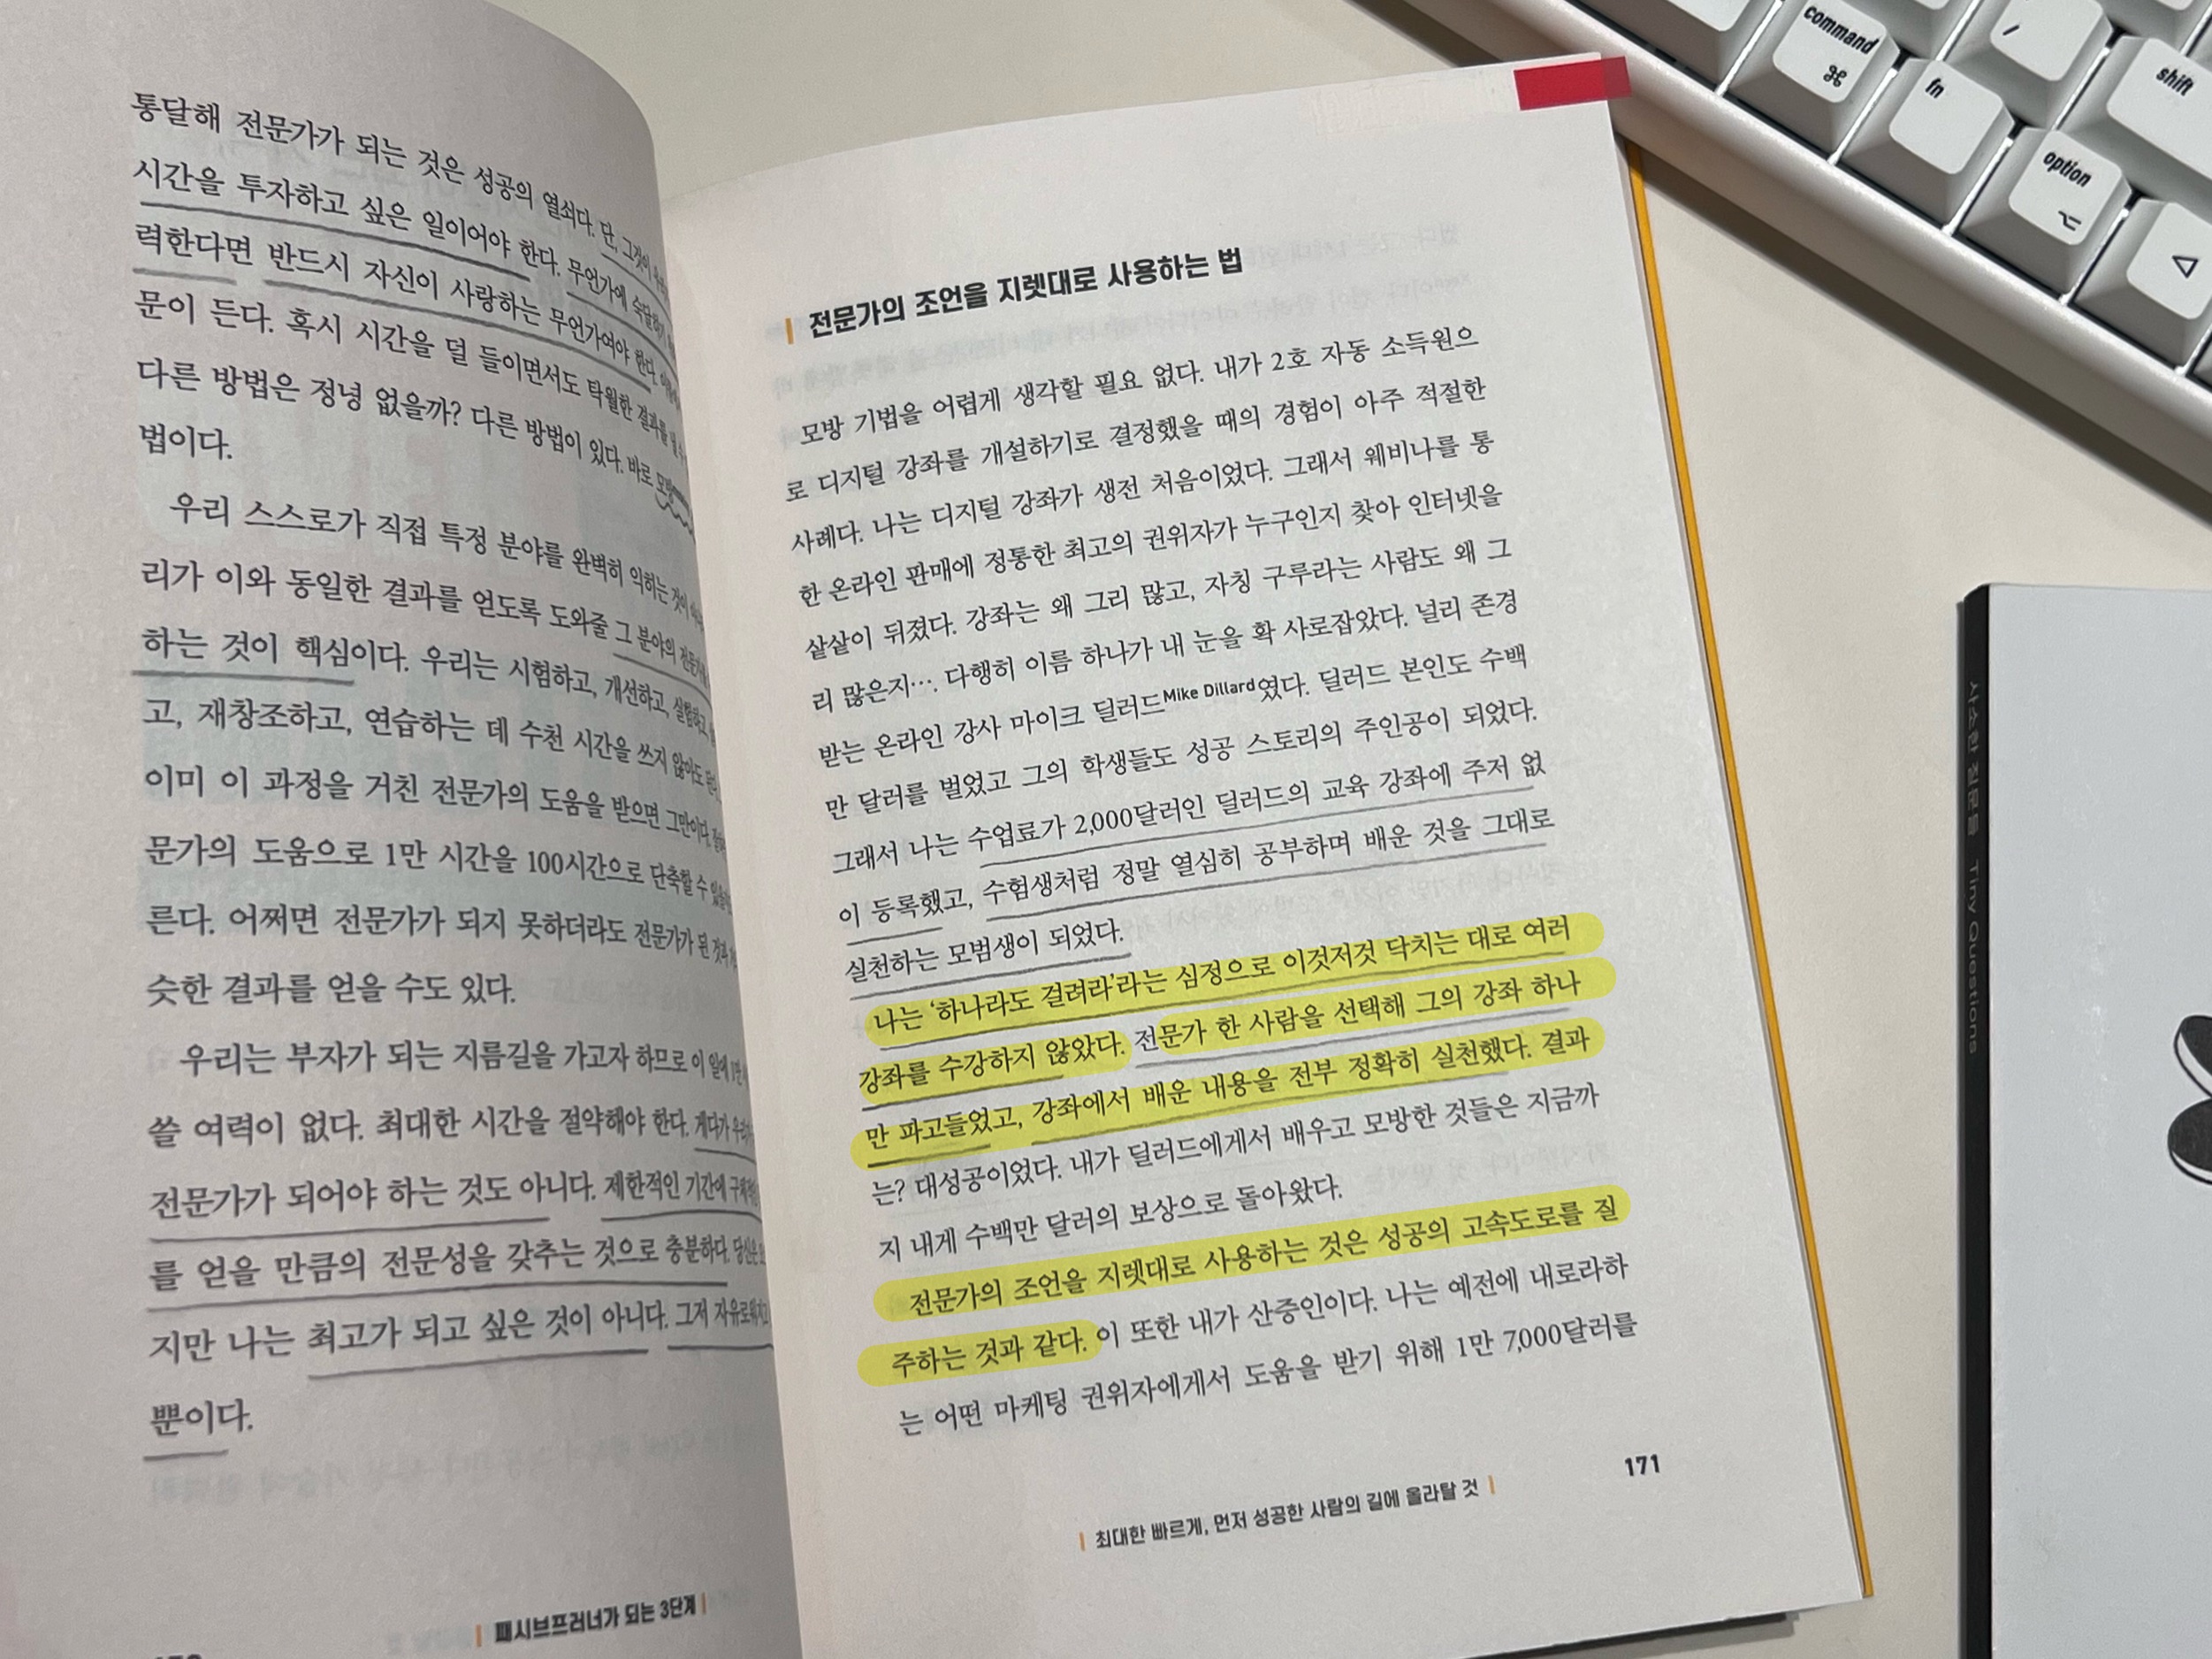 통달해 전문가가 되는 것은 성공의 열쇠다. 단, 그것이
시간을 투자하고 싶은 일이어야 한다. 무언가에 숙달하기
력한다면 반드시 자신이 사랑하는 무언가여야 한다.
문이 든다. 혹시 시간을 덜 들이면서도 탁월한 결과를
다른 방법은 정녕 없을까? 다른 방법이 있다. 바로 모방
법이다.
우리 스스로가 직접 특정 분야를 완벽히 익히는 것이
리가 이와 동일한 결과를 얻도록 도와줄 그 분야의
하는 것이 핵심이다. 우리는 시험하고, 개선하고, 실험하고,
고, 재창조하고, 연습하는 데 수천 시간을 쓰지 않아도
이미 이 과정을 거친 전문가의 도움을 받으면 그만이다.
문가의 도움으로 1만 시간을 100시간으로 단축할 수
른다. 어쩌면 전문가가 되지 못하더라도 전문가가 된 것과
슷한 결과를 얻을 수도 있다.
우리는 부자가 되는 지름길을 가고자 하므로 이 일에
쓸 여력이 없다. 최대한 시간을 절약해야 한다. 게다가
전문가가 되어야 하는 것도 아니다. 제한적인 기간에
를 얻을 만큼의 전문성을 갖추는 것으로 충분하다. 당신은
지만 나는 최고가 되고 싶은 것이 아니다. 그저 자유로워지고
뿐이다.
패시브프러너가 되는 3단계
전문가의 조언을 지렛대로 사용하는 법
모방 기법을 어렵게 생각할 필요 없다. 내가 2호 자동 소득원으
로 디지털 강좌를 개설하기로 결정했을 때의 경험이 아주 적절한
사례다. 나는 디지털 강좌가 생전 처음이었다. 그래서 웨비나를 통
한 온라인 판매에 정통한 최고의 권위자가 누구인지 찾아 인터넷을
샅샅이 뒤졌다. 강좌는 왜 그리 많고, 자칭 구루라는 사람도 왜 그
리 많은지…. 다행히 이름 하나가 내 눈을 확 사로잡았다. 널리 존경
받는 온라인 강사 마이크 딜러드Mike Dillard였다. 딜러드 본인도 수백
만 달러를 벌었고 그의 학생들도 성공 스토리의 주인공이 되었다.
그래서 나는 수업료가 2,000달러인 딜러드의 교육 강좌에 주저 없
이 등록했고, 수험생처럼 정말 열심히 공부하며 배운 것을 그대로
실천하는 모범생이 되었다.
나는 ‘하나라도 걸려라’라는 심정으로 이것저것 닥치는 대로 여러
강좌를 수강하지 않았다. 전문가 한 사람을 선택해 그의 강좌 하나
만 파고들었고, 강좌에서 배운 내용을 전부 정확히 실천했다. 결과
는? 대성공이었다. 내가 딜러드에게서 배우고 모방한 것들은 지금까
지 내게 수백만 달러의 보상으로 돌아왔다.
전문가의 조언을 지렛대로 사용하는 것은 성공의 고속도로를 질
주하는 것과 같다. 이 또한 내가 산증인이다. 나는 예전에 내로라하
는 어떤 마케팅 권위자에게서 도움을 받기 위해 1만 7,000달러를
최대한 빠르게, 먼저 성공한 사람의 길에 올라탈 것
171
command
⌘
/
shift
fn
option
⌥
사소한 질문들 Tiny Questions